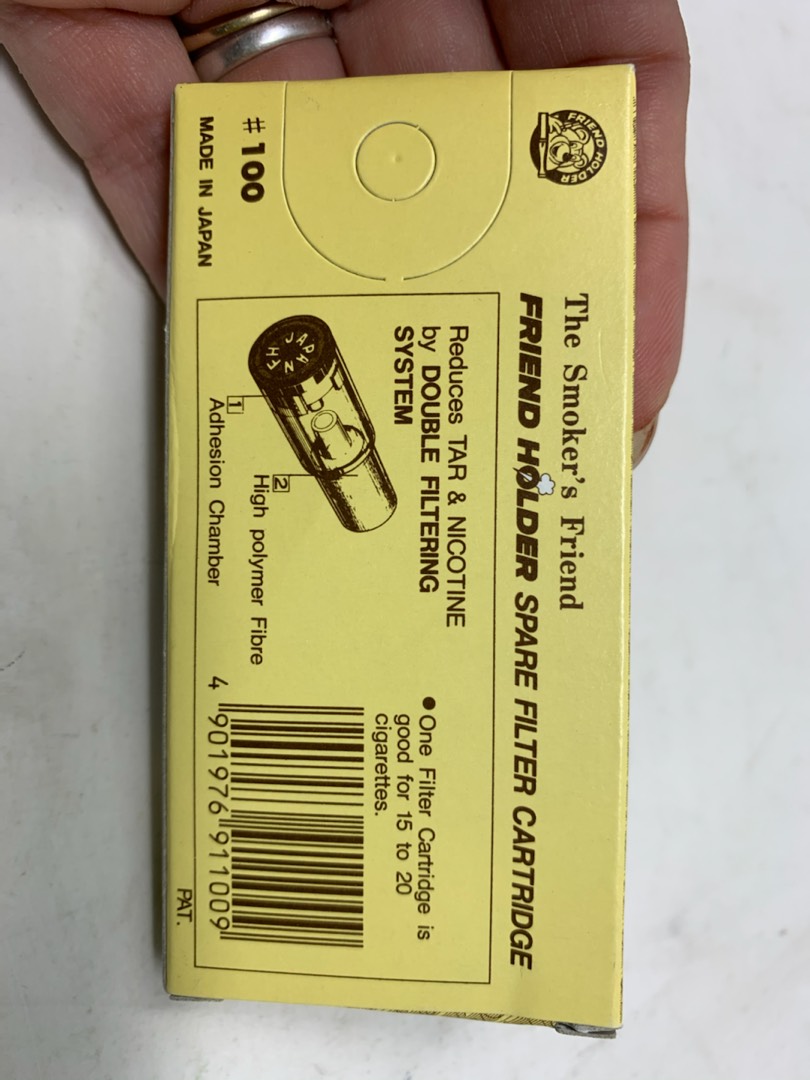 FRIEND HOLDER
The Smoker's Friend
FRIEND HOLDER SPARE FILTER CARTRIDGE
Reduces TAR & NICOTINE
by DOUBLE FILTERING
SYSTEM
JAPAN
FH
1
Adhesion Chamber
2
High polymer Fibre
●One Filter Cartridge is
good for 15 to 20
cigarettes.
4 901976 911009
# 100
MADE IN JAPAN
PAT.